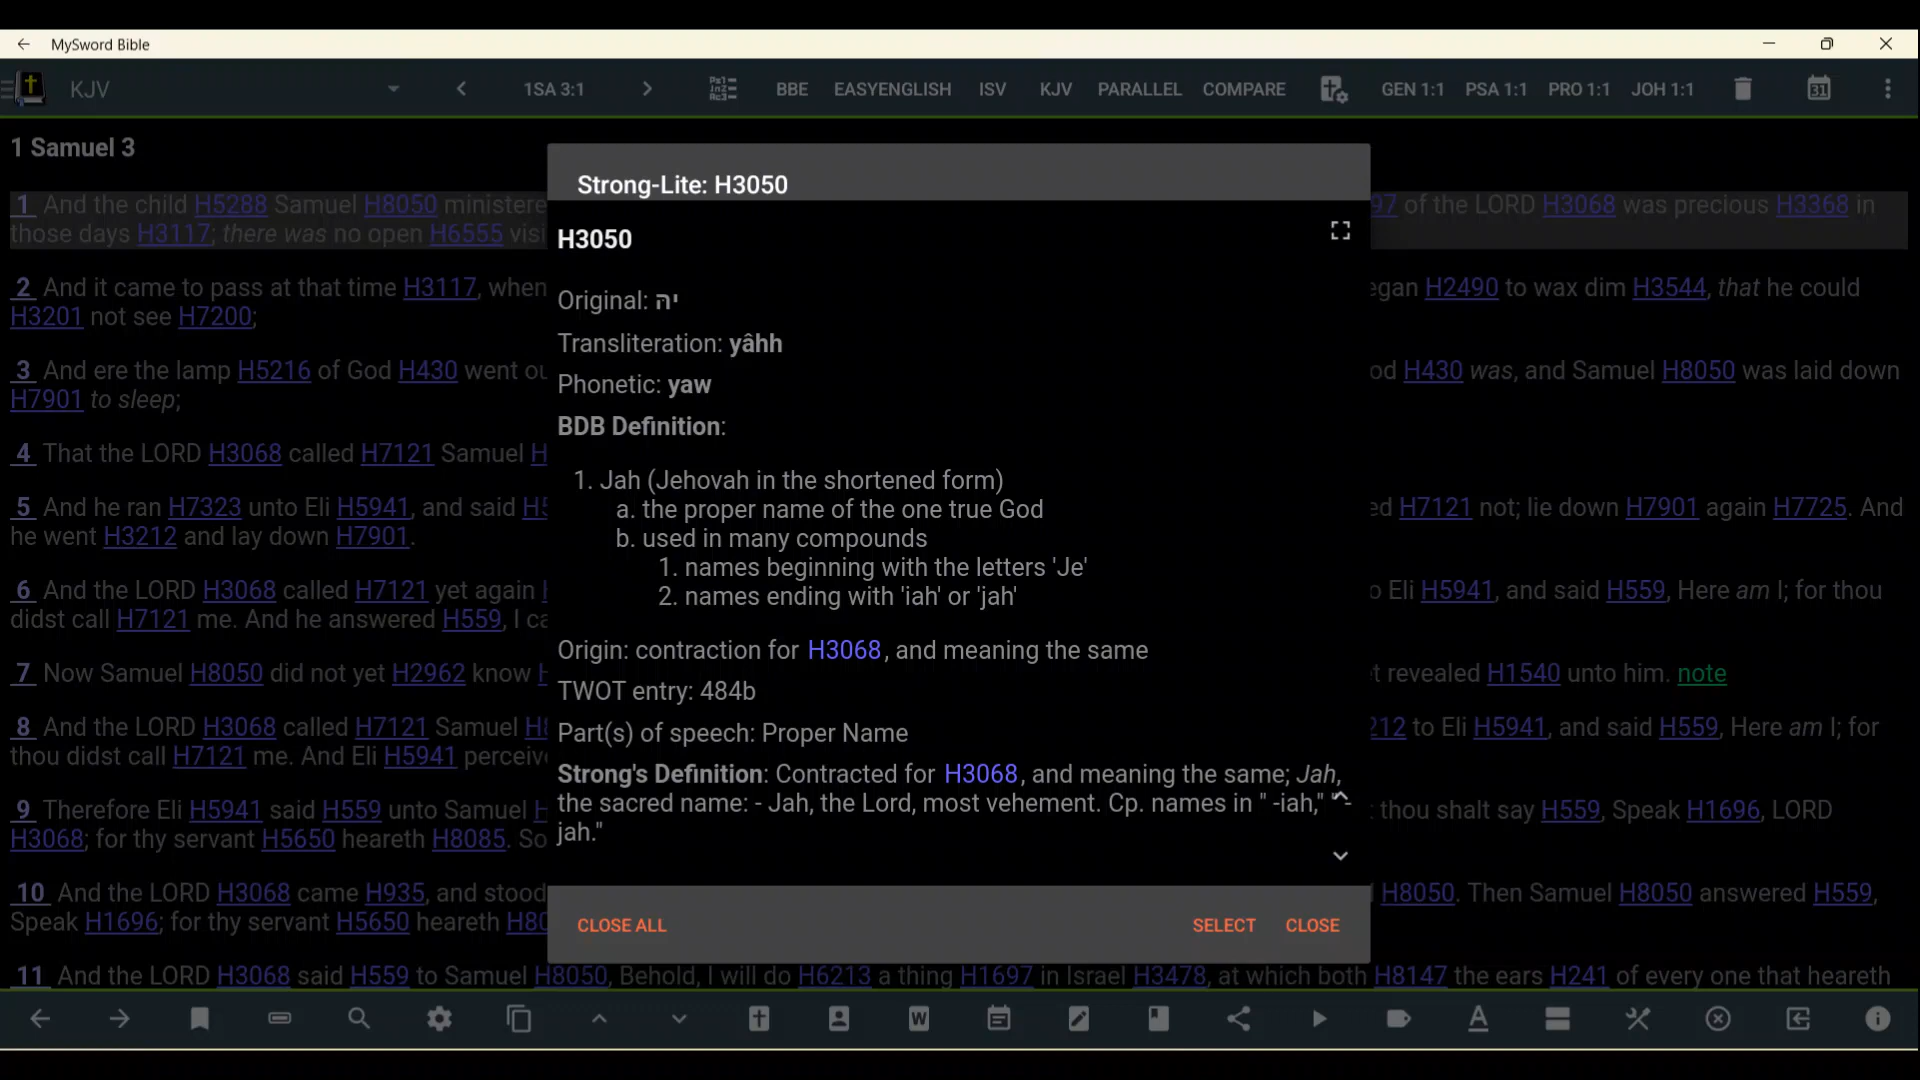 MySword Bible
KJV 1SA 3:1 BBE EASYENGLISH ISV KJV PARALLEL COMPARE GEN 1:1 PSA 1:1 PRO 1:1 JOH 1:1
1 Samuel 3
1 And the child H5288 Samuel H8050 ministere
97 of the LORD H3068 was precious H3368 in
those days H3117; there was no open H6555 visi
2 And it came to pass at that time H3117, when
egan H2490 to wax dim H3544, that he could
H3201 not see H7200;
3 And ere the lamp H5216 of God H430 went ou
od H430 was, and Samuel H8050 was laid down
H7901 to sleep;
4 That the LORD H3068 called H7121 Samuel H
5 And he ran H7323 unto Eli H5941, and said H5
ed H7121 not; lie down H7901 again H7725. And
he went H3212 and lay down H7901.
6 And the LORD H3068 called H7121 yet again
o Eli H5941, and said H559, Here am I; for thou
didst call H7121 me. And he answered H559, I ca
7 Now Samuel H8050 did not yet H2962 know H
t revealed H1540 unto him. note
8 And the LORD H3068 called H7121 Samuel H8
212 to Eli H5941, and said H559, Here am I; for
thou didst call H7121 me. And Eli H5941 perceive
9 Therefore Eli H5941 said H559 unto Samuel H
thou shalt say H559, Speak H1696, LORD
H3068; for thy servant H5650 heareth H8085. So
10 And the LORD H3068 came H935, and stood
H8050. Then Samuel H8050 answered H559,
Speak H1696; for thy servant H5650 heareth H80
11 And the LORD H3068 said H559 to Samuel H8050, Behold, I will do H6213 a thing H1697 in Israel H3478, at which both H8147 the ears H241 of every one that heareth
Strong-Lite: H3050
H3050
Original: יה
Transliteration: yâhh
Phonetic: yaw
BDB Definition:
1. Jah (Jehovah in the shortened form)
a. the proper name of the one true God
b. used in many compounds
1. names beginning with the letters 'Je'
2. names ending with 'iah' or 'jah'
Origin: contraction for H3068, and meaning the same
TWOT entry: 484b
Part(s) of speech: Proper Name
Strong's Definition: Contracted for H3068, and meaning the same; Jah,
the sacred name: - Jah, the Lord, most vehement. Cp. names in " -iah," "-
jah."
CLOSE ALL SELECT CLOSE